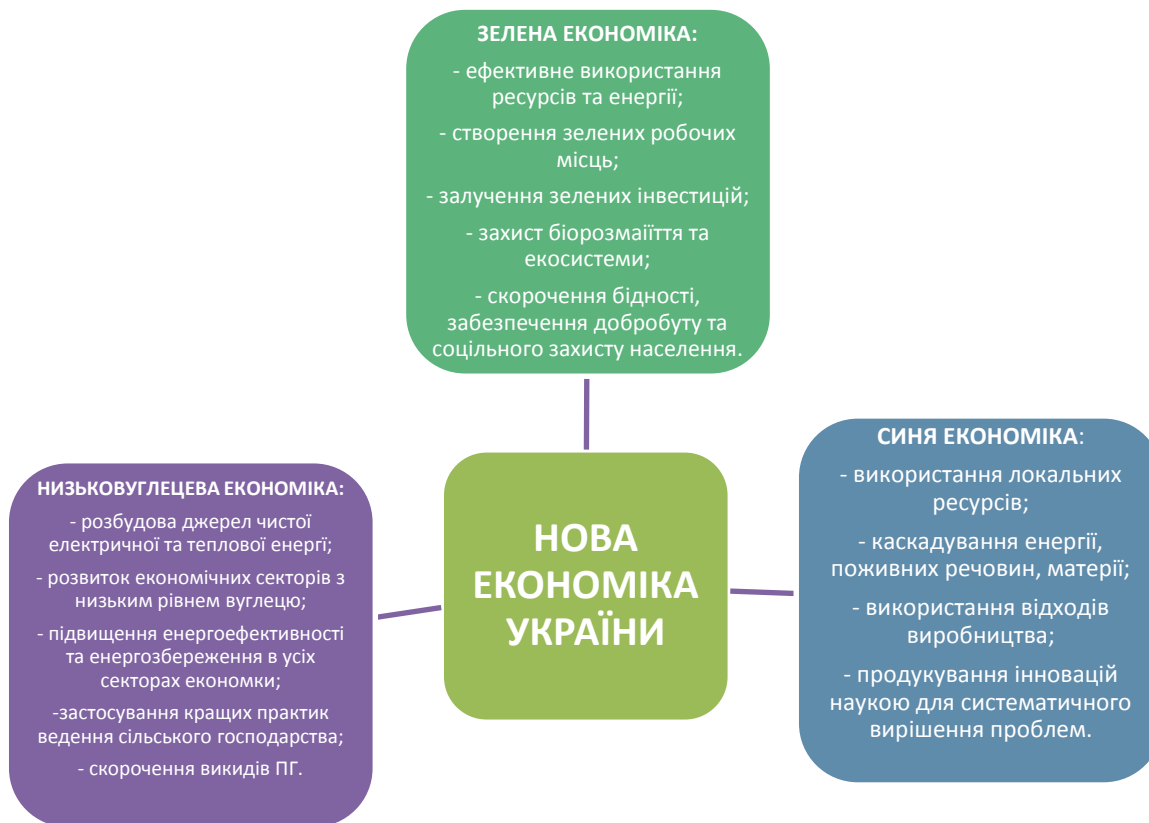 ЗЕЛЕНА ЕКОНОМІКА:
- ефективне використання
ресурсів та енергії;
- створення зелених робочих
місць;
- залучення зелених інвестицій;
- захист біорозмаїіття та
екосистеми;
- скорочення бідності,
забезпечення добробуту та
соцільного захисту населення.
НИЗЬКОВУГЛЕЦЕВА ЕКОНОМІКА:
- розбудова джерел чистої
електричної та теплової енергї;
- розвиток економічних секторів з
низьким рівнем вуглецю;
- підвищення енергоефективності
та енергозбереження в усіх
секторах економки;
-застосування кращих практик
ведення сільського господарства;
- скорочення викидів ПГ.
НОВА
ЕКОНОМІКА
УКРАЇНИ
СИНЯ ЕКОНОМІКА:
- використання локальних
ресурсів;
- каскадування енергії,
поживних речовин, матерії;
- використання відходів
виробництва;
- продукування інновацій
наукою для систематичного
вирішення проблем.